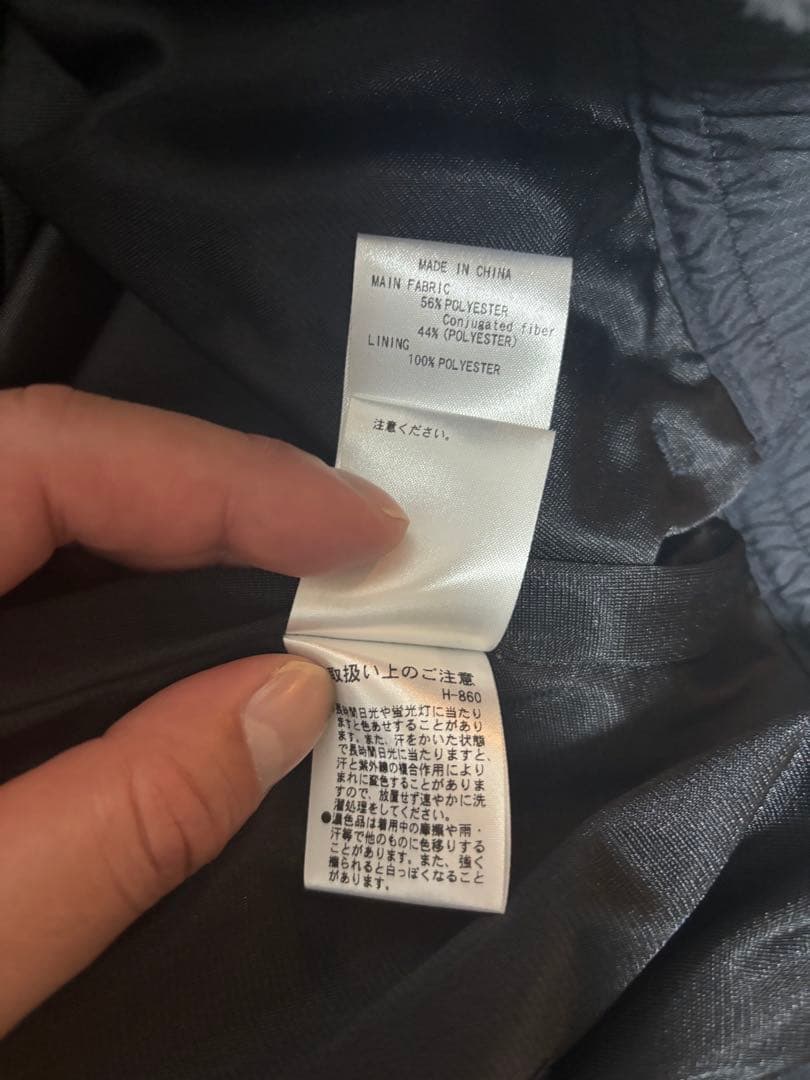 MADE IN CHINA
MAIN FABRIC
56% POLYESTER
Conjugated fiber
44% (POLYESTER)
LINING
100% POLYESTER
注意ください。
取扱い上のご注意
H-860
●長時間日光や蛍光灯に当たり
ますと色あせすることがあり
ます。また、汗をかいた状態
で長時間日光に当たりますと、
汗と紫外線の複合作用により
まれに変色することがありま
すので、放置せず速やかに洗
濯処理をしてください。
●濃色品は着用中の摩擦や雨・
汗等で他のものに色移りする
ことがあります。また、強く
擦られると白っぽくなること
があります。